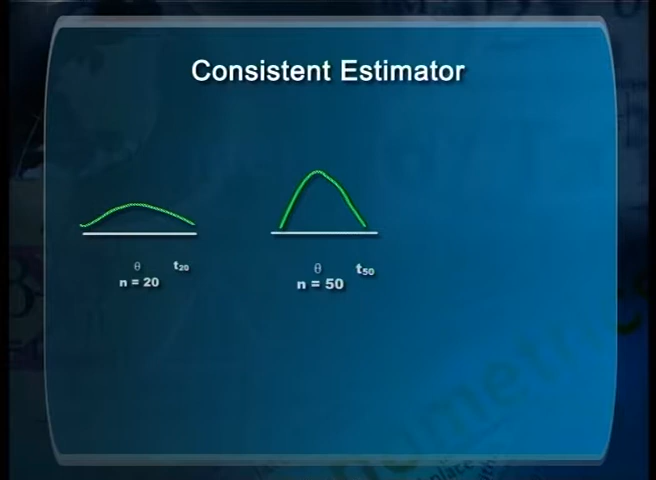 Consistent Estimator
θ t₂₀
n = 20
θ t₅₀
n = 50